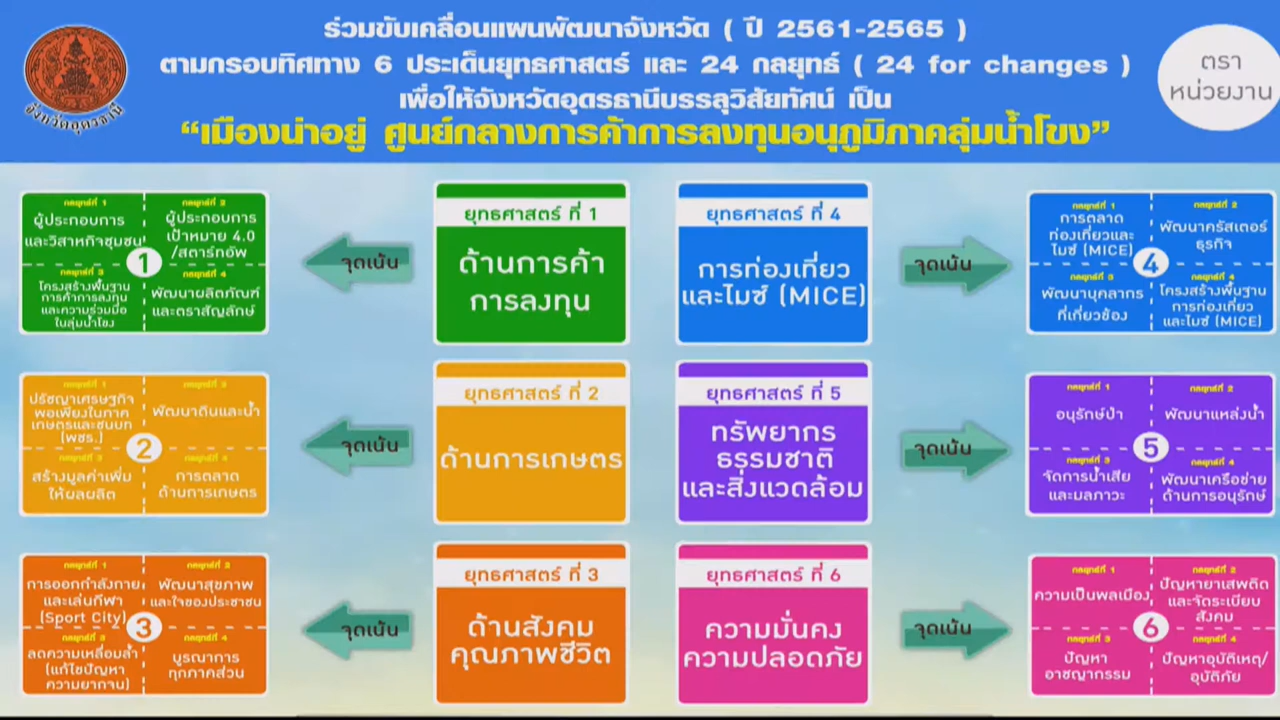 ร่วมขับเคลื่อนแผนพัฒนาจังหวัด ( ปี 2561-2565 )
ตามกรอบทิศทาง 6 ประเด็นยุทธศาสตร์ และ 24 กลยุทธ์ ( 24 for changes )
เพื่อให้จังหวัดอุดรธานีบรรลุวิสัยทัศน์ เป็น
“เมืองน่าอยู่ ศูนย์กลางการค้าการลงทุนอนุภูมิภาคลุ่มน้ำโขง”
จังหวัดอุดรธานี
ตรา
หน่วยงาน
ยุทธศาสตร์ ที่ 1
ด้านการค้า
การลงทุน
จุดเน้น
1
กลยุทธ์ที่ 1
ผู้ประกอบการ
และวิสาหกิจชุมชน
กลยุทธ์ที่ 2
ผู้ประกอบการ
เป้าหมาย 4.0
/สตาร์ทอัพ
กลยุทธ์ที่ 3
โครงสร้างพื้นฐาน
การค้าการลงทุน
และความร่วมมือ
ในลุ่มน้ำโขง
กลยุทธ์ที่ 4
พัฒนาผลิตภัณฑ์
และตราสัญลักษ์
ยุทธศาสตร์ ที่ 4
การท่องเที่ยว
และไมซ์ (MICE)
จุดเน้น
4
กลยุทธ์ที่ 1
การตลาด
ท่องเที่ยวและ
ไมซ์ (MICE)
กลยุทธ์ที่ 2
พัฒนาครัสเตอร์
ธุรกิจ
กลยุทธ์ที่ 3
พัฒนาบุคลากร
ที่เกี่ยวข้อง
กลยุทธ์ที่ 4
โครงสร้างพื้นฐาน
การท่องเที่ยว
และไมซ์ (MICE)
ยุทธศาสตร์ ที่ 2
ด้านการเกษตร
จุดเน้น
2
กลยุทธ์ที่ 1
ปรัชญาเศรษฐกิจ
พอเพียงในภาค
เกษตรและชนบท
(พชร.)
กลยุทธ์ที่
พัฒนาดินและน้ำ
กลยุทธ์ที่ 3
สร้างมูลค่าเพิ่ม
ให้ผลผลิต
กลยุทธ์ที่
การตลาด
ด้านการเกษตร
ยุทธศาสตร์ ที่ 5
ทรัพยากร
ธรรมชาติ
และสิ่งแวดล้อม
จุดเน้น
5
กลยุทธ์ที่ 1
อนุรักษ์ป่า
กลยุทธ์ที่ 2
พัฒนาแหล่งน้ำ
กลยุทธ์ที่ 3
จัดการน้ำเสีย
และมลภาวะ
กลยุทธ์ที่ 4
พัฒนาเครือข่าย
ด้านการอนุรักษ์
ยุทธศาสตร์ ที่ 3
ด้านสังคม
คุณภาพชีวิต
จุดเน้น
3
กลยุทธ์ที่ 1
การออกกำลังกาย
และเล่นกีฬา
(Sport City)
กลยุทธ์ที่
พัฒนาสุขภาพ
และใจของประชาชน
กลยุทธ์ที่ 3
ลดความเหลื่อมล้ำ
(แก้ไขปัญหา
ความยากจน)
กลยุทธ์ที่ 4
บูรณาการ
ทุกภาคส่วน
ยุทธศาสตร์ ที่ 6
ความมั่นคง
ความปลอดภัย
จุดเน้น
6
กลยุทธ์ที่ 1
ความเป็นพลเมือง
กลยุทธ์ที่ 2
ปัญหายาเสพติด
และจัดระเบียบ
สังคม
กลยุทธ์ที่ 3
ปัญหา
อาชญากรรม
กลยุทธ์ที่ 4
ปัญหาอุบัติเหตุ/
อุบัติภัย